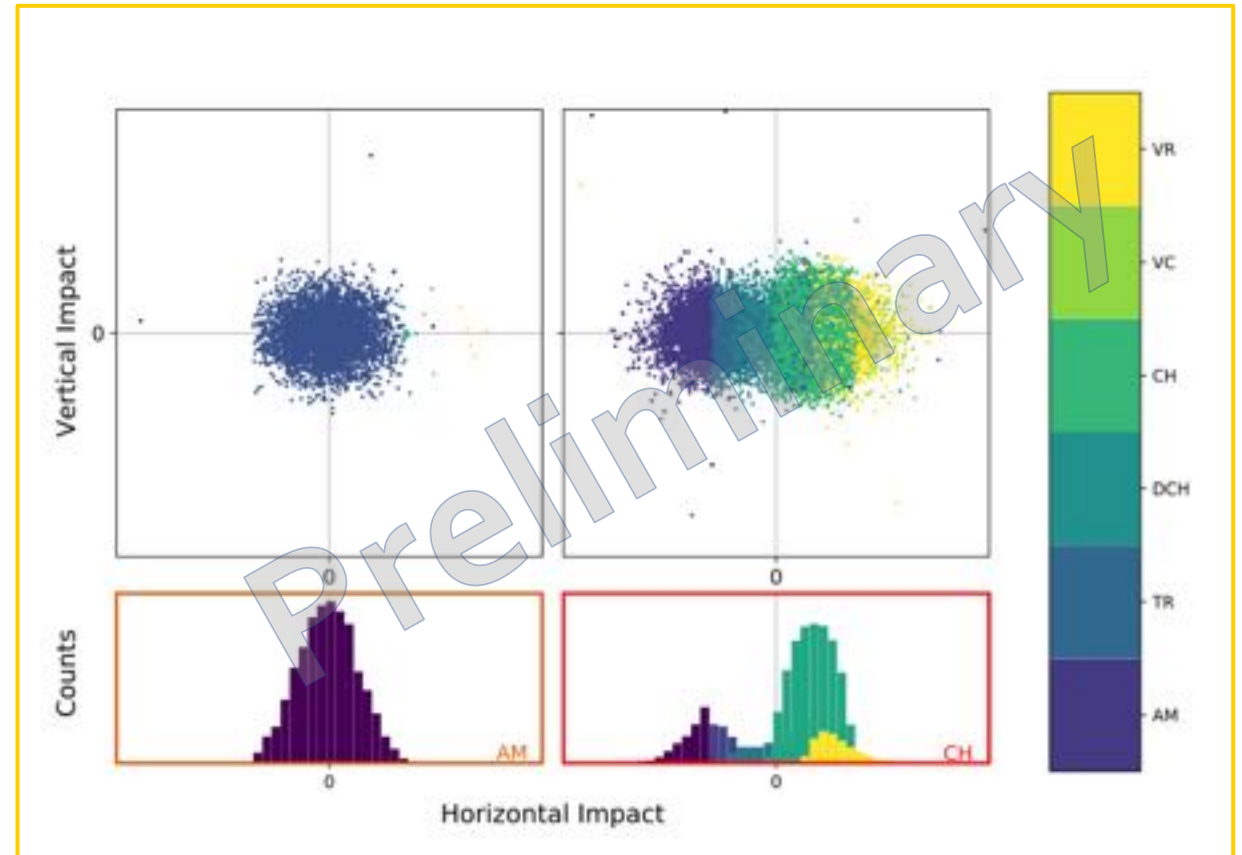 VR
VC
CH
DCH
TR
AM
Vertical Impact
0
0
0
Preliminary
Counts
AM
CH
0
0
Horizontal Impact